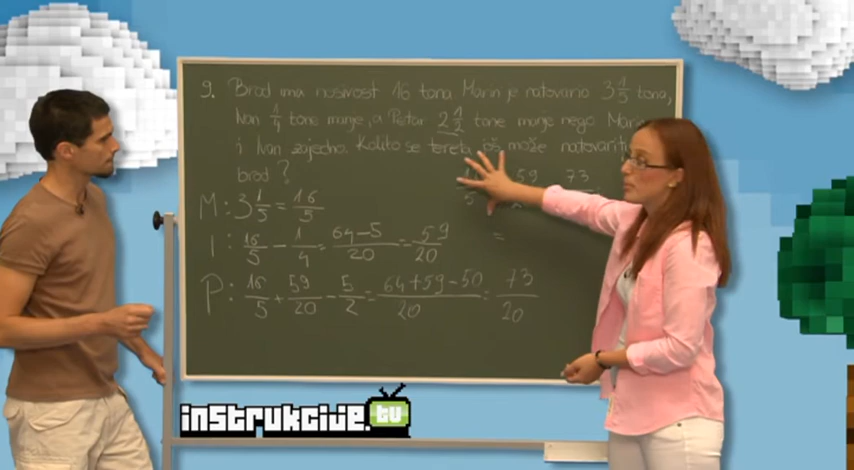 9. Brod ima nosivost 16 tona Marin je natovario 3 1/5 tona,
Ivan 1/4 tone manje, a Petar 2 1/2 tone manje nego Mari
i Ivan zajedno. Koliko se tereta još može natovariti
brod?
59 73
5
M: 3 1/5 = 16/5
=
I: 16/5 - 1/4 = 64-5/20 = 59/20
P: 16/5 + 59/20 - 5/2 = 64+59-50/20 = 73/20
instrukcije.tv